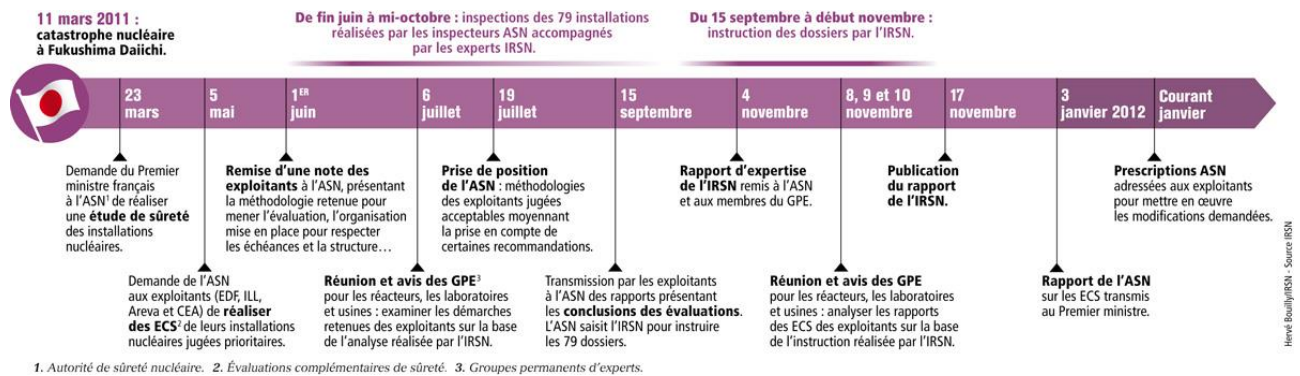 11 mars 2011 :
catastrophe nucléaire
à Fukushima Daiichi.
De fin juin à mi-octobre : inspections des 79 installations
réalisées par les inspecteurs ASN accompagnés
par les experts IRSN.
Du 15 septembre à début novembre :
instruction des dossiers par l’IRSN.
23
mars
5
mai
1ER
juin
6
juillet
19
juillet
15
septembre
4
novembre
8, 9 et 10
novembre
17
novembre
3
janvier 2012
Courant
janvier
Demande du Premier
ministre français
à l’ASN¹ de réaliser
une étude de sûreté
des installations
nucléaires.
Remise d’une note des
exploitants à l’ASN, présentant
la méthodologie retenue pour
mener l’évaluation, l’organisation
mise en place pour respecter
les échéances et la structure…
Prise de position
de l’ASN : méthodologies
des exploitants jugées
acceptables moyennant
la prise en compte de
certaines recommandations.
Rapport d’expertise
de l’IRSN remis à l’ASN
et aux membres du GPE.
Publication
du rapport
de l’IRSN.
Prescriptions ASN
adressées aux exploitants
pour mettre en œuvre
les modifications demandées.
Demande de l’ASN
aux exploitants (EDF, ILL,
Areva et CEA) de réaliser
des ECS² de leurs installations
nucléaires jugées prioritaires.
Réunion et avis des GPE³
pour les réacteurs, les laboratoires
et usines : examiner les démarches
retenues des exploitants sur la base
de l’analyse réalisée par l’IRSN.
Transmission par les exploitants
à l’ASN des rapports présentant
les conclusions des évaluations.
L’ASN saisit l’IRSN pour instruire
les 79 dossiers.
Réunion et avis des GPE
pour les réacteurs, les laboratoires
et usines : analyser les rapports
des ECS des exploitants sur la base
de l’instruction réalisée par l’IRSN.
Rapport de l’ASN
sur les ECS transmis
au Premier ministre.
Hervé Bouilly/IRSN - Source IRSN
1. Autorité de sûreté nucléaire. 2. Évaluations complémentaires de sûreté. 3. Groupes permanents d’experts.